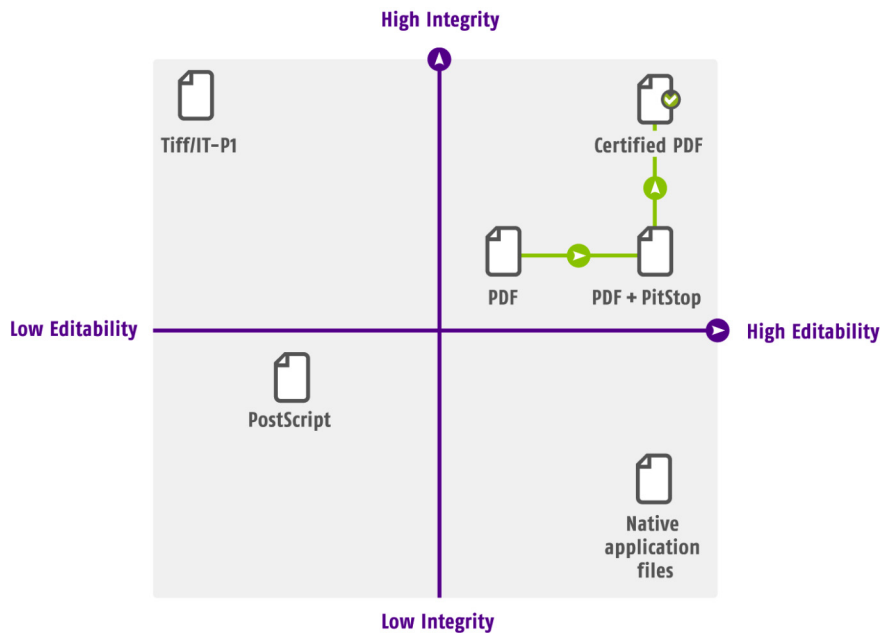 High Integrity
Tiff/IT-P1
Certified PDF
PDF
PDF + PitStop
Low Editability
High Editability
PostScript
Native
application
files
Low Integrity